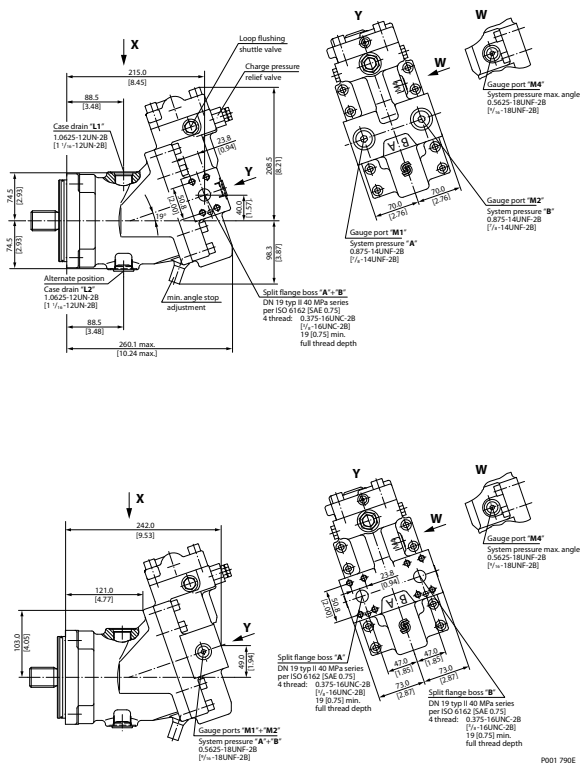 X
215.0
[8.45]
88.5
[3.48]
Case drain "L1"
1.0625-12UN-2B
[1 1/16-12UN-2B]
Loop flushing
shuttle valve
Charge pressure
relief valve
23.8
[0.94]
208.5
[8.21]
Y
74.5
[2.93]
74.5
[2.93]
19°
50.8
[2.00]
40.0
[1.57]
98.3
[3.87]
Alternate position
Case drain "L2"
1.0625-12UN-2B
[1 1/16-12UN-2B]
min. angle stop
adjustment
Split flange boss "A"+"B"
DN 19 typ II 40 MPa series
per ISO 6162 [SAE 0.75]
4 thread: 0.375-16UNC-2B
[3/8-16UNC-2B]
19 [0.75] min.
full thread depth
88.5
[3.48]
260.1 max.
[10.24 max.]
Y
W
B
A
70.0
[2.76]
70.0
[2.76]
Gauge port "M1"
System pressure "A"
0.875-14UNF-2B
[7/8-14UNF-2B]
W
Gauge port "M4"
System pressure max. angle
0.5625-18UNF-2B
[9/16-18UNF-2B]
Gauge port "M2"
System pressure "B"
0.875-14UNF-2B
[7/8-14UNF-2B]
X
242.0
[9.53]
121.0
[4.77]
103.0
[4.05]
Y
49.0
[1.94]
Gauge ports "M1"+"M2"
System pressure "A"+"B"
0.5625-18UNF-2B
[9/16-18UNF-2B]
Y
W
23.8
[0.94]
50.8
[2.00]
B
A
47.0
[1.85]
47.0
[1.85]
73.0
[2.87]
73.0
[2.87]
Split flange boss "A"
DN 19 typ II 40 MPa series
per ISO 6162 [SAE 0.75]
4 thread: 0.375-16UNC-2B
[3/8-16UNC-2B]
19 [0.75] min.
full thread depth
Split flange boss "B"
DN 19 typ II 40 MPa series
per ISO 6162 [SAE 0.75]
4 thread: 0.375-16UNC-2B
[3/8-16UNC-2B]
19 [0.75] min.
full thread depth
W
Gauge port "M4"
System pressure max. angle
0.5625-18UNF-2B
[9/16-18UNF-2B]
P001 790E